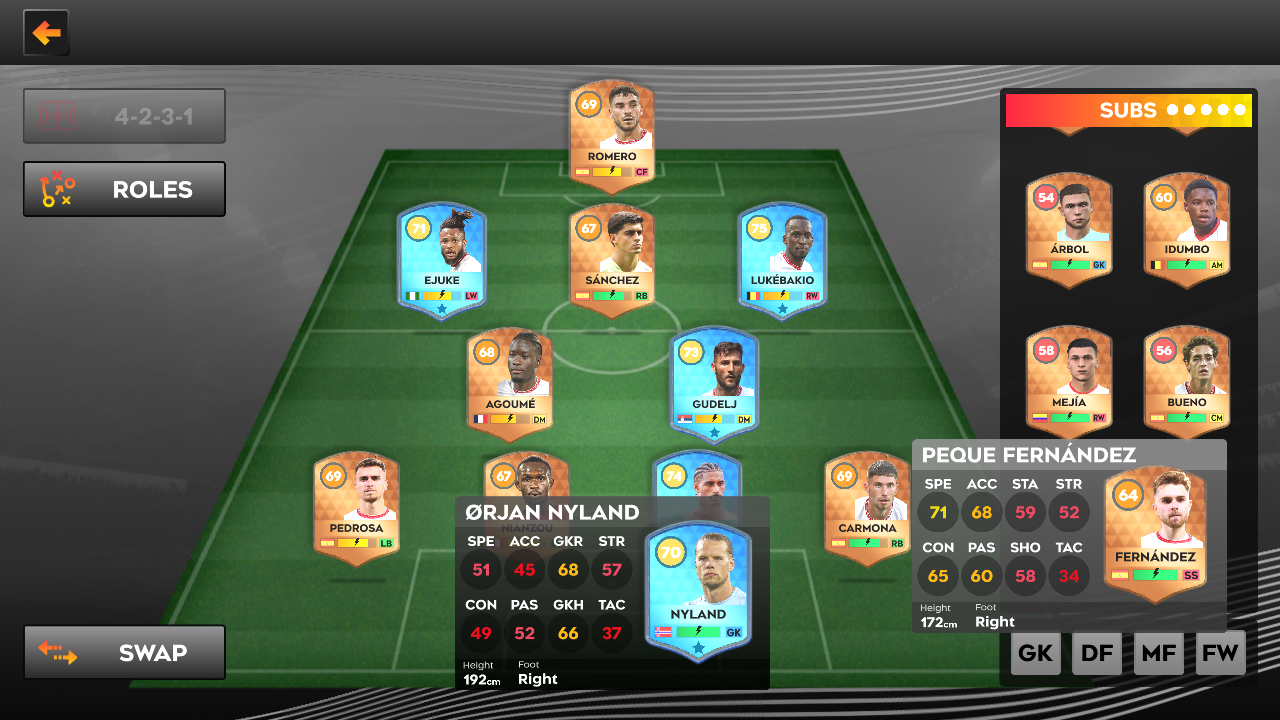 4-2-3-1
ROLES
SWAP
69
ROMERO
CF
71
EJUKE
LW
67
SÁNCHEZ
RB
75
LUKÉBAKIO
RW
68
AGOUMÉ
DM
73
GUDELJ
DM
69
PEDROSA
LB
67
NIANZOU
74
69
CARMONA
RB
ØRJAN NYLAND
SPE ACC GKR STR
51 45 68 57
CON PAS GKH TAC
49 52 66 37
Height Foot
192cm Right
70
NYLAND
GK
SUBS
54
ÁRBOL
GK
60
IDUMBO
AM
58
MEJÍA
RW
56
BUENO
CM
PEQUE FERNÁNDEZ
SPE ACC STA STR
71 68 59 52
CON PAS SHO TAC
65 60 58 34
Height Foot
172cm Right
64
FERNÁNDEZ
SS
GK DF MF FW